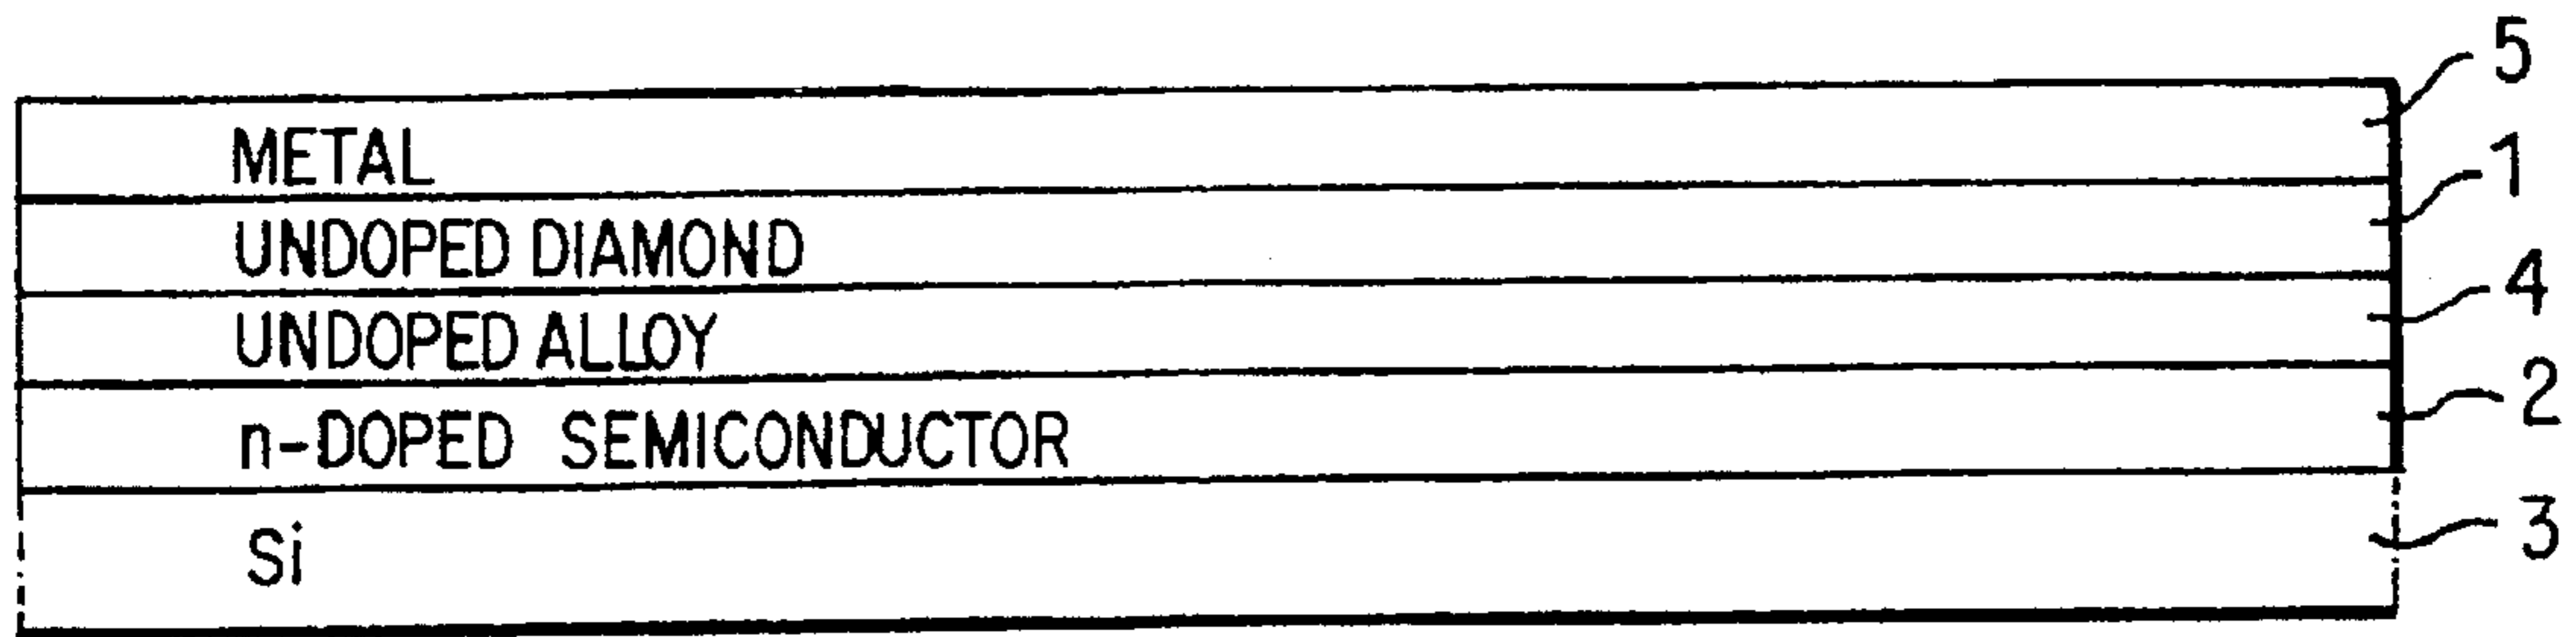 5
METAL
1
UNDOPED DIAMOND
4
UNDOPED ALLOY
2
n-DOPED SEMICONDUCTOR
3
Si